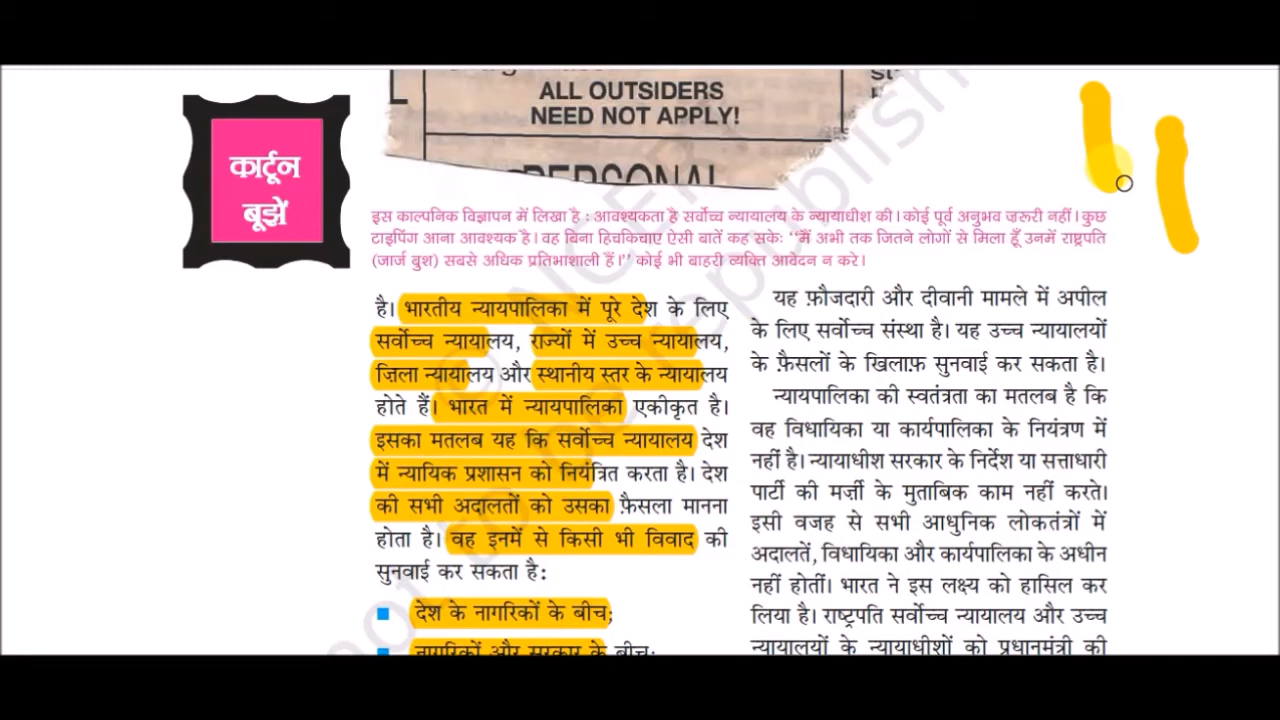 ALL OUTSIDERS
NEED NOT APPLY!
PERSONAL
कार्टून
बूझें
इस काल्पनिक विज्ञापन में लिखा है : आवश्यकता है सर्वोच्च न्यायालय के न्यायाधीश की। कोई पूर्व अनुभव ज़रूरी नहीं। कुछ
टाइपिंग आना आवश्यक है। वह बिना हिचकिचाए ऐसी बातें कह सके: ‘‘मैं अभी तक जितने लोगों से मिला हूँ उनमें राष्ट्रपति
(जार्ज बुश) सबसे अधिक प्रतिभाशाली हैं।’’ कोई भी बाहरी व्यक्ति आवेदन न करे।
है। भारतीय न्यायपालिका में पूरे देश के लिए
सर्वोच्च न्यायालय, राज्यों में उच्च न्यायालय,
ज़िला न्यायालय और स्थानीय स्तर के न्यायालय
होते हैं। भारत में न्यायपालिका एकीकृत है।
इसका मतलब यह कि सर्वोच्च न्यायालय देश
में न्यायिक प्रशासन को नियंत्रित करता है। देश
की सभी अदालतों को उसका फ़ैसला मानना
होता है। वह इनमें से किसी भी विवाद की
सुनवाई कर सकता है:
देश के नागरिकों के बीच;
नागरिकों और सरकार के बीच;
यह फ़ौजदारी और दीवानी मामले में अपील
के लिए सर्वोच्च संस्था है। यह उच्च न्यायालयों
के फ़ैसलों के खिलाफ़ सुनवाई कर सकता है।
न्यायपालिका की स्वतंत्रता का मतलब है कि
वह विधायिका या कार्यपालिका के नियंत्रण में
नहीं है। न्यायाधीश सरकार के निर्देश या सत्ताधारी
पार्टी की मर्ज़ी के मुताबिक काम नहीं करते।
इसी वजह से सभी आधुनिक लोकतंत्रों में
अदालतें, विधायिका और कार्यपालिका के अधीन
नहीं होतीं। भारत ने इस लक्ष्य को हासिल कर
लिया है। राष्ट्रपति सर्वोच्च न्यायालय और उच्च
न्यायालयों के न्यायाधीशों को प्रधानमंत्री की